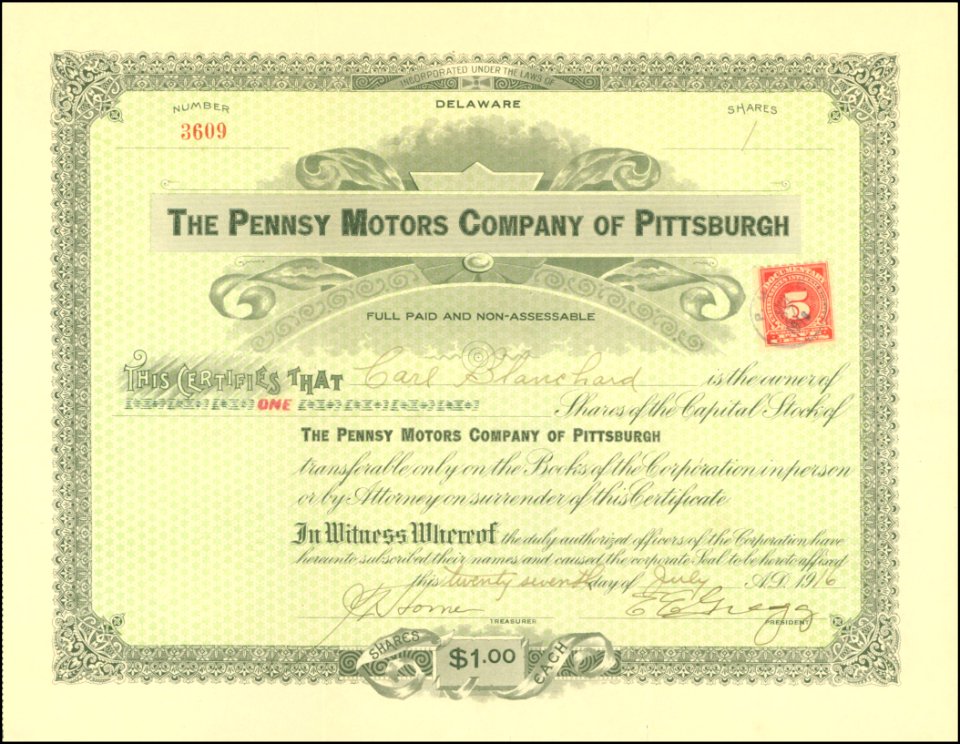 INCORPORATED UNDER THE LAWS OF
DELAWARE
NUMBER
3609
SHARES
1
THE PENNSY MOTORS COMPANY OF PITTSBURGH
DOCUMENTARY
5
FULL PAID AND NON-ASSESSABLE
THIS CERTIFIES THAT Carl Blanchard is the owner of
ONE Shares of the Capital Stock of
THE PENNSY MOTORS COMPANY OF PITTSBURGH
transferable only on the Books of the Corporation in person
or by Attorney on surrender of this Certificate
In Witness Whereof the duly authorized officers of the Corporation have
hereunto subscribed their names and caused the corporate Seal to be hereto affixed
this twenty seventh day of July A.D. 1916
Horne E E Gregg
TREASURER PRESIDENT
SHARES $1.00 EACH